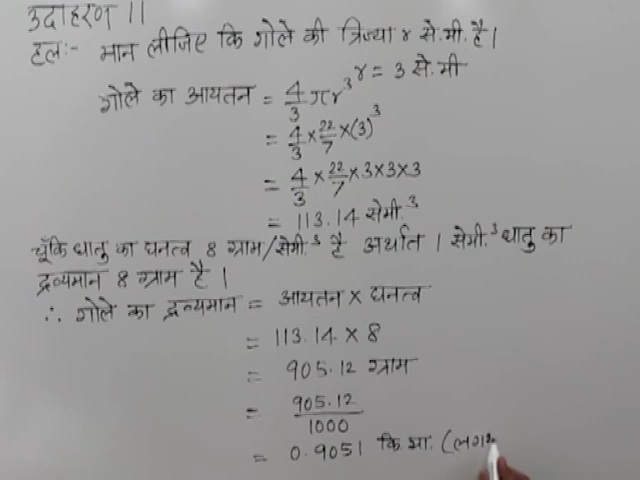 उदाहरण 11
हल:- मान लीजिए कि गोले की त्रिज्या r से.मी. है।
r = 3 से.मी
गोले का आयतन = 4/3 πr³
= 4/3 × 22/7 × (3)³
= 4/3 × 22/7 × 3 × 3 × 3
= 113.14 सेमी.³
चूँकि धातु का घनत्व 8 ग्राम/सेमी.³ है अर्थात 1 सेमी.³ धातु का
द्रव्यमान 8 ग्राम है।
∴ गोले का द्रव्यमान = आयतन × घनत्व
= 113.14 × 8
= 905.12 ग्राम
= 905.12/1000
= 0.9051 कि.ग्रा. (लगभ